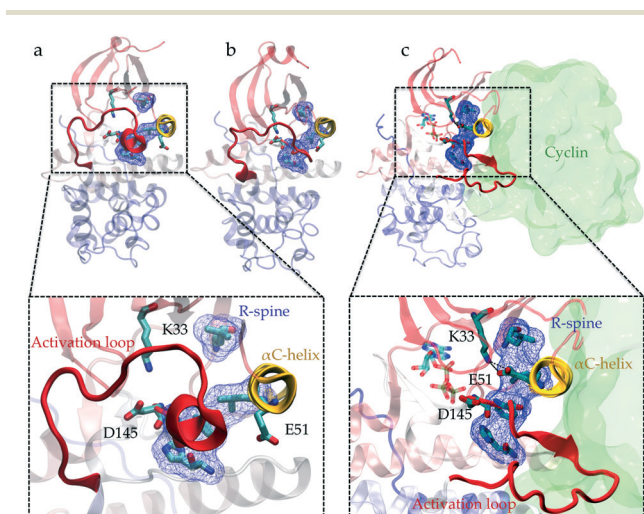 a
b
c
Cyclin
K33
R-spine
Activation loop
αC-helix
D145
E51
K33
R-spine
αC-helix
E51
D145
Activation loop